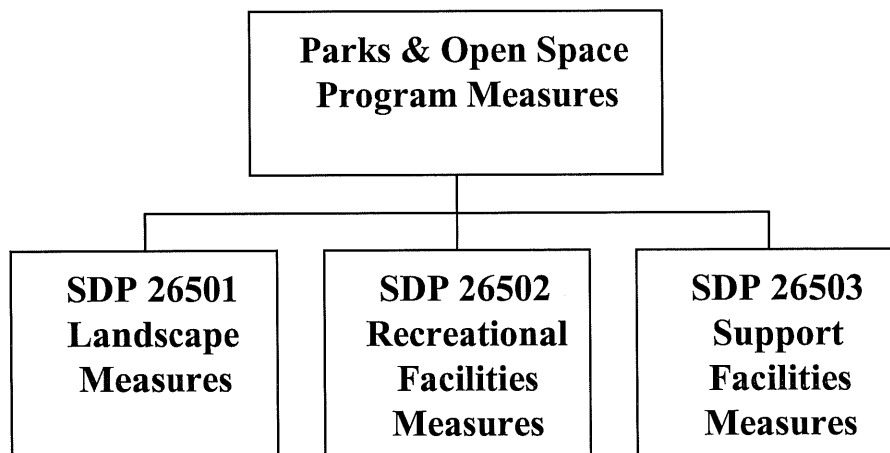 Parks & Open Space
Program Measures
SDP 26501
Landscape
Measures
SDP 26502
Recreational
Facilities
Measures
SDP 26503
Support
Facilities
Measures